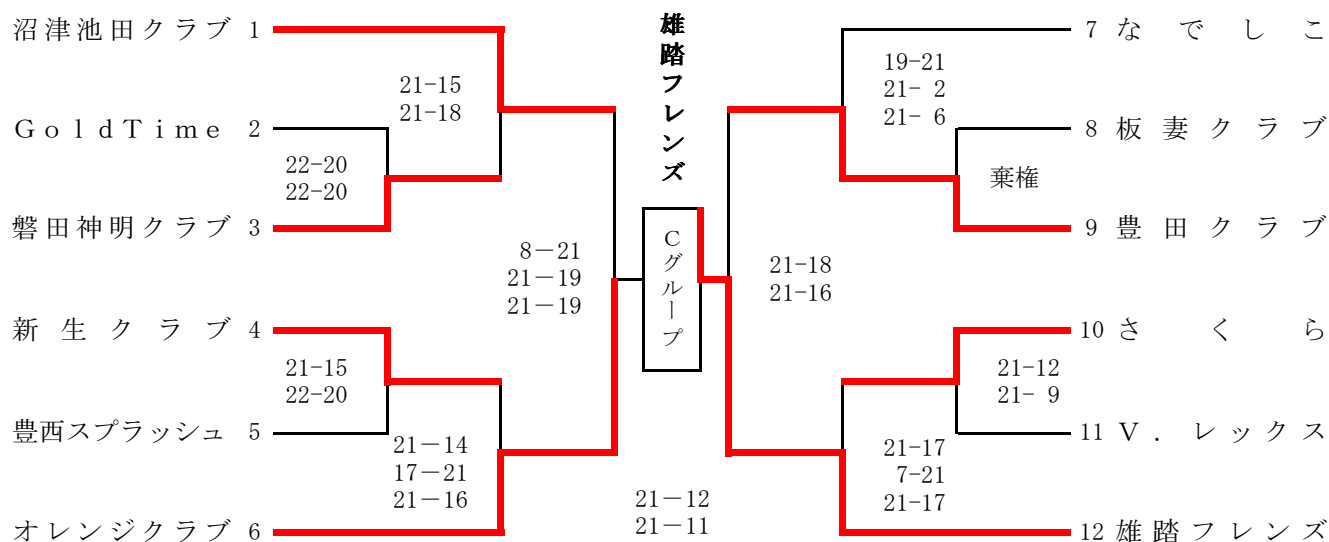 沼津池田クラブ 1
21-15
21-18
GoldTime 2
22-20
22-20
磐田神明クラブ 3
8-21
21-19
21-19
新生クラブ 4
21-15
22-20
豊西スプラッシュ 5
21-14
17-21
21-16
オレンジクラブ 6
雄踏フレンズ
Cグループ
21-12
21-11
7 なでしこ
19-21
21- 2
21- 6
8 板妻クラブ
棄権
9 豊田クラブ
21-18
21-16
10 さくら
21-12
21- 9
11 V.レックス
21-17
7-21
21-17
12 雄踏フレンズ